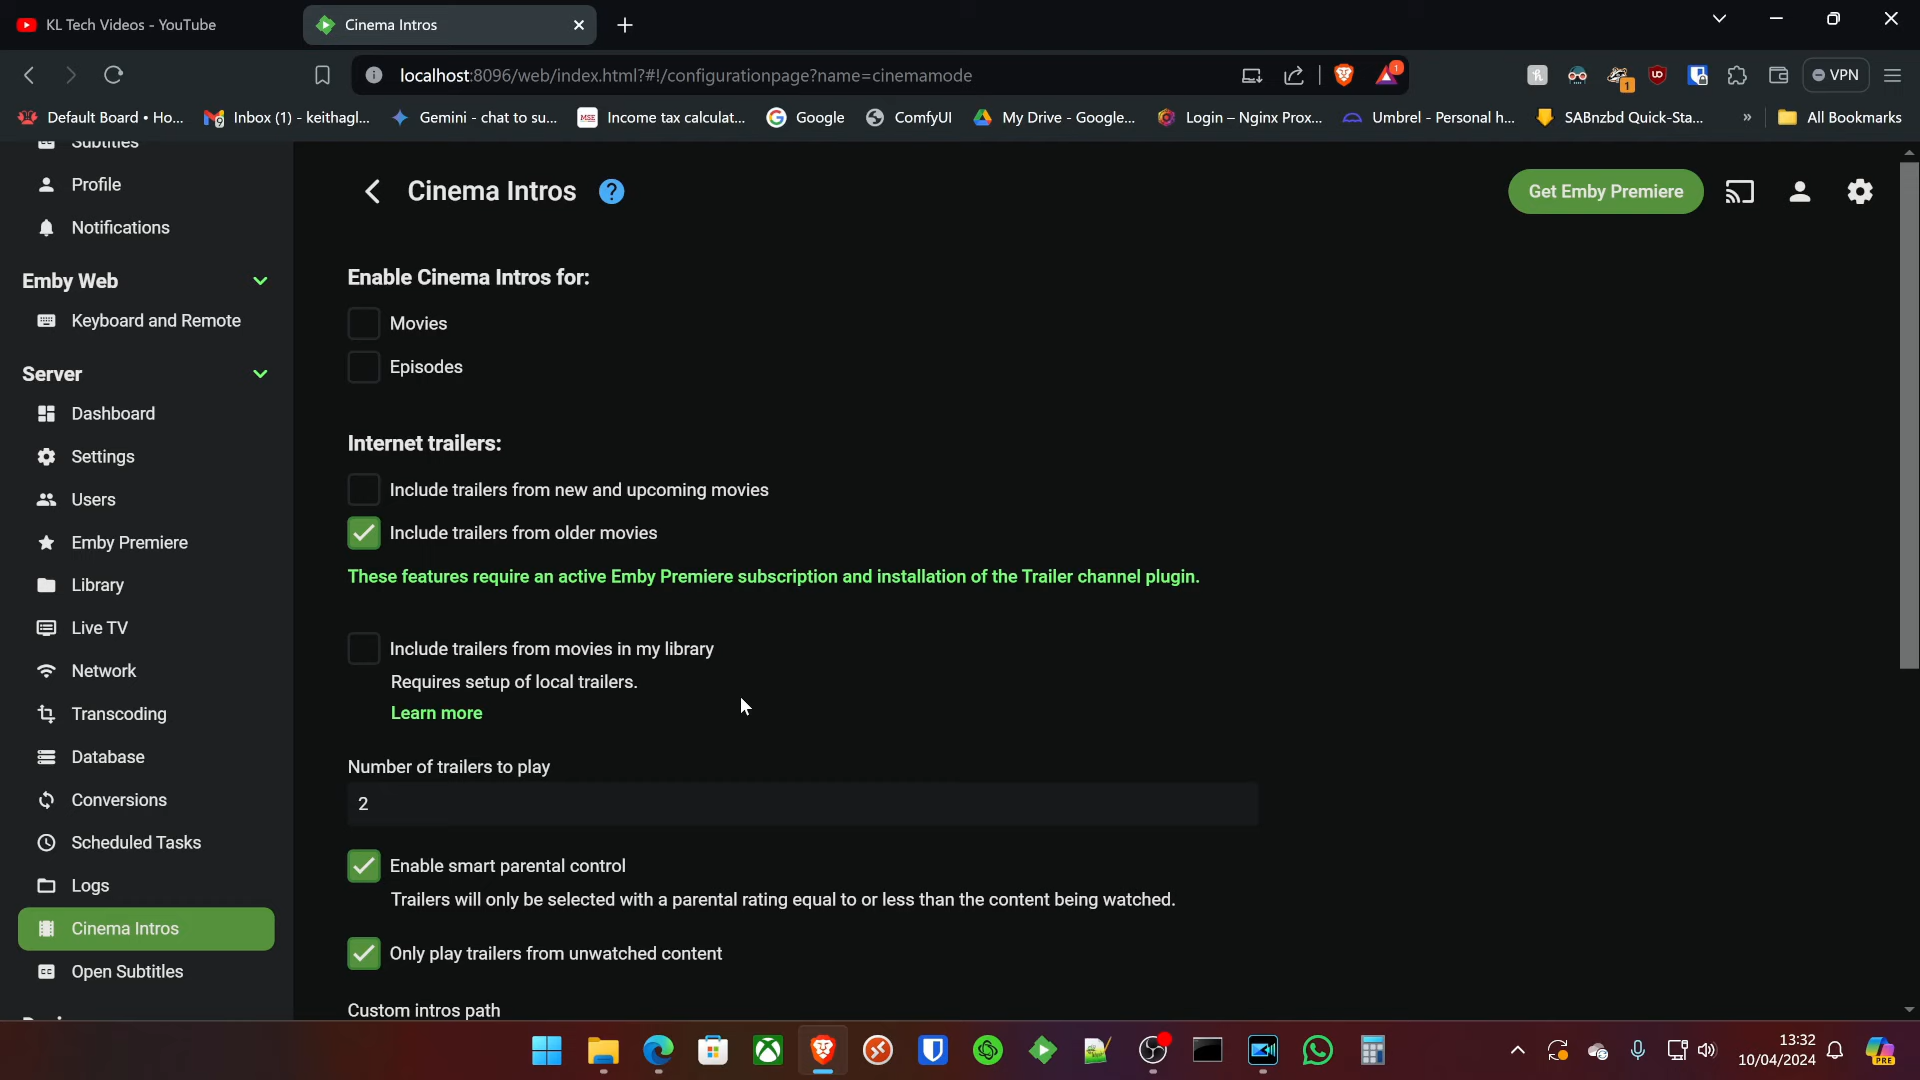 KL Tech Videos - YouTube
Cinema Intros
localhost:8096/web/index.html?#!/configurationpage?name=cinemamode
1
1
VPN
Default Board • Ho...
Inbox (1) - keithagl...
Gemini - chat to su...
MSE Income tax calculat...
Google
ComfyUI
My Drive - Google...
Login – Nginx Prox...
Umbrel - Personal h...
SABnzbd Quick-Sta...
»
All Bookmarks
Subtitles
Profile
Notifications
Emby Web
Keyboard and Remote
Server
Dashboard
Settings
Users
Emby Premiere
Library
Live TV
Network
Transcoding
Database
Conversions
Scheduled Tasks
Logs
Cinema Intros
Open Subtitles
Cinema Intros ?
Get Emby Premiere
Enable Cinema Intros for:
Movies
Episodes
Internet trailers:
Include trailers from new and upcoming movies
Include trailers from older movies
These features require an active Emby Premiere subscription and installation of the Trailer channel plugin.
Include trailers from movies in my library
Requires setup of local trailers.
Learn more
Number of trailers to play
2
Enable smart parental control
Trailers will only be selected with a parental rating equal to or less than the content being watched.
Only play trailers from unwatched content
Custom intros path
13:32
10/04/2024
PRE